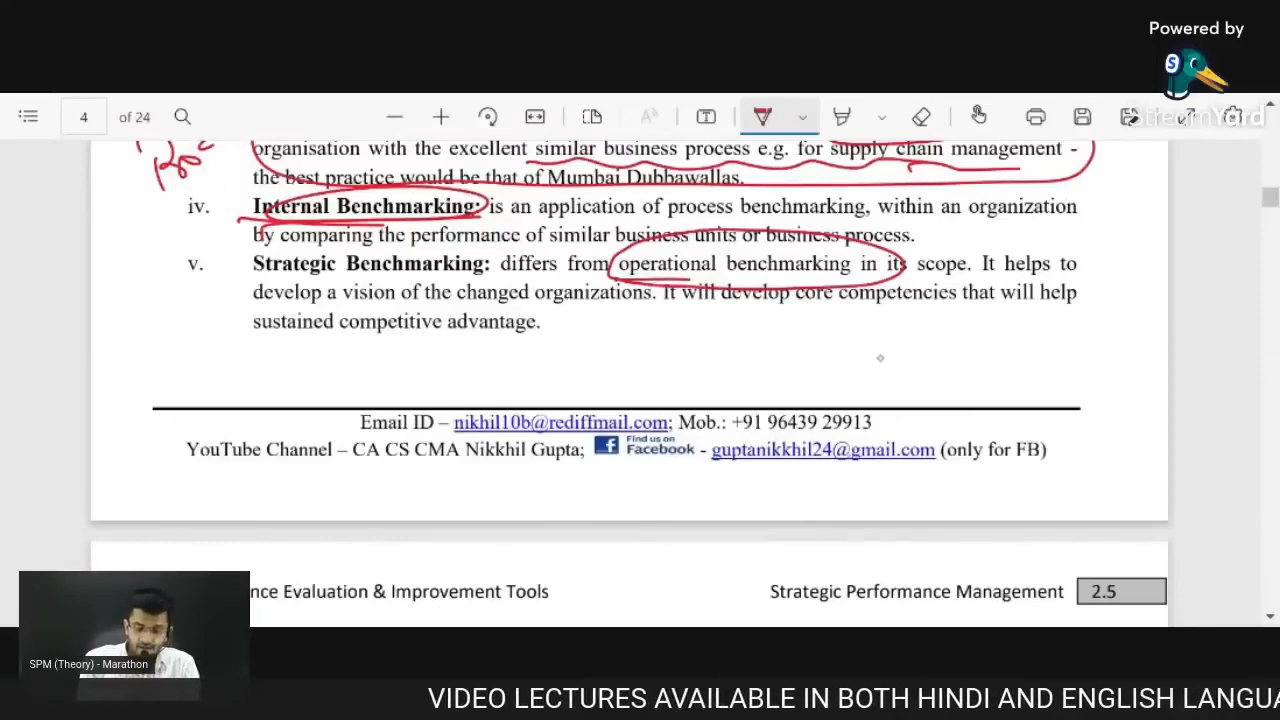 Powered by
S
StreamYard
4 of 24
organisation with the excellent similar business process e.g. for supply chain management -
the best practice would be that of Mumbai Dubbawallas.
iv. Internal Benchmarking: is an application of process benchmarking, within an organization
by comparing the performance of similar business units or business process.
v. Strategic Benchmarking: differs from operational benchmarking in its scope. It helps to
develop a vision of the changed organizations. It will develop core competencies that will help
sustained competitive advantage.
Email ID – nikhil10b@rediffmail.com; Mob.: +91 96439 29913
YouTube Channel – CA CS CMA Nikkhil Gupta; Find us on Facebook - guptanikkhil24@gmail.com (only for FB)
nce Evaluation & Improvement Tools Strategic Performance Management 2.5
SPM (Theory) - Marathon
VIDEO LECTURES AVAILABLE IN BOTH HINDI AND ENGLISH LANGUA